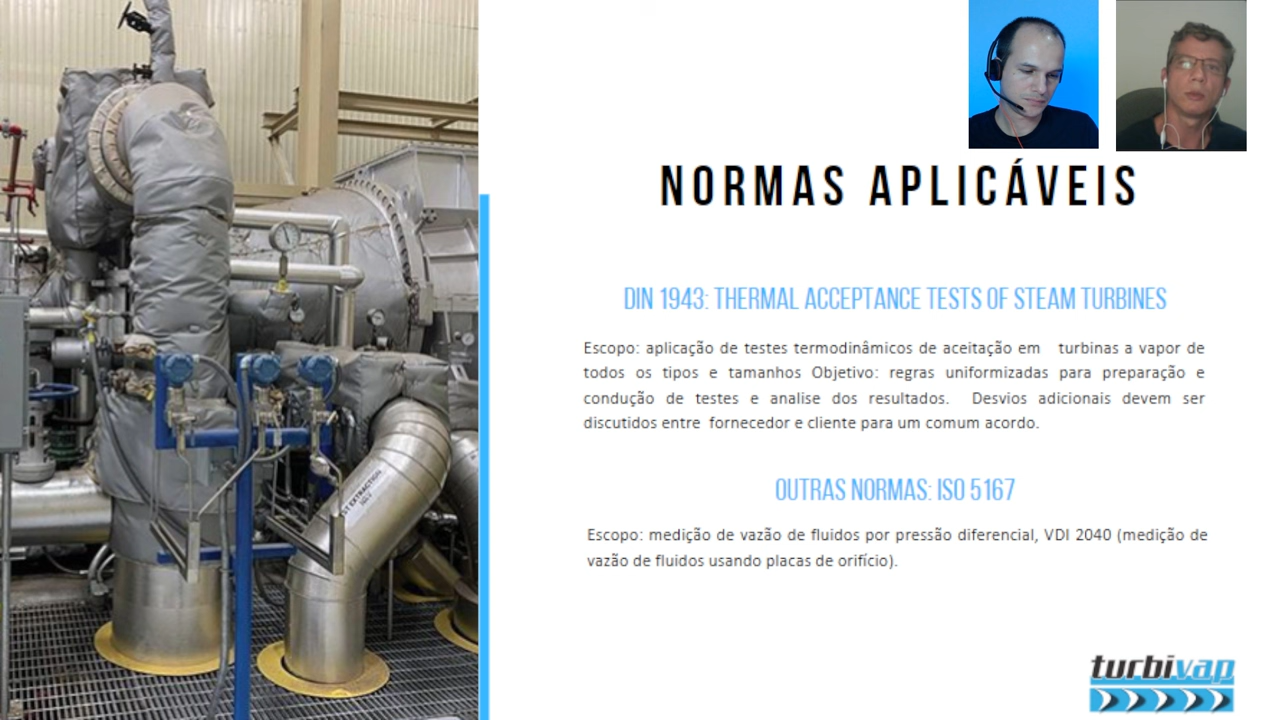 NORMAS APLICÁVEIS
DIN 1943: THERMAL ACCEPTANCE TESTS OF STEAM TURBINES
Escopo: aplicação de testes termodinâmicos de aceitação em turbinas a vapor de
todos os tipos e tamanhos Objetivo: regras uniformizadas para preparação e
condução de testes e analise dos resultados. Desvios adicionais devem ser
discutidos entre fornecedor e cliente para um comum acordo.
OUTRAS NORMAS: ISO 5167
Escopo: medição de vazão de fluidos por pressão diferencial, VDI 2040 (medição de
vazão de fluidos usando placas de orifício).
turbivap